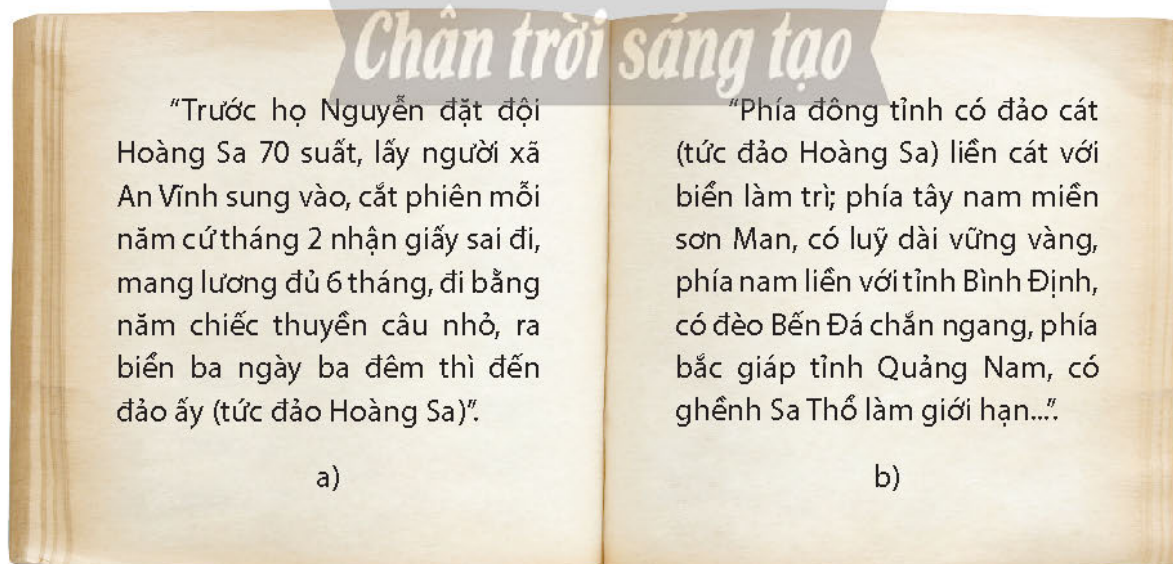 Chân trời sáng tạo
"Trước họ Nguyễn đặt đội
Hoàng Sa 70 suất, lấy người xã
An Vĩnh sung vào, cắt phiên mỗi
năm cứ tháng 2 nhận giấy sai đi,
mang lương đủ 6 tháng, đi bằng
năm chiếc thuyền câu nhỏ, ra
biển ba ngày ba đêm thì đến
đảo ấy (tức đảo Hoàng Sa)".
a)
"Phía đông tỉnh có đảo cát
(tức đảo Hoàng Sa) liền cát với
biển làm trì; phía tây nam miền
sơn Man, có luỹ dài vững vàng,
phía nam liền với tỉnh Bình Định,
có đèo Bến Đá chắn ngang, phía
bắc giáp tỉnh Quảng Nam, có
ghềnh Sa Thổ làm giới hạn...".
b)